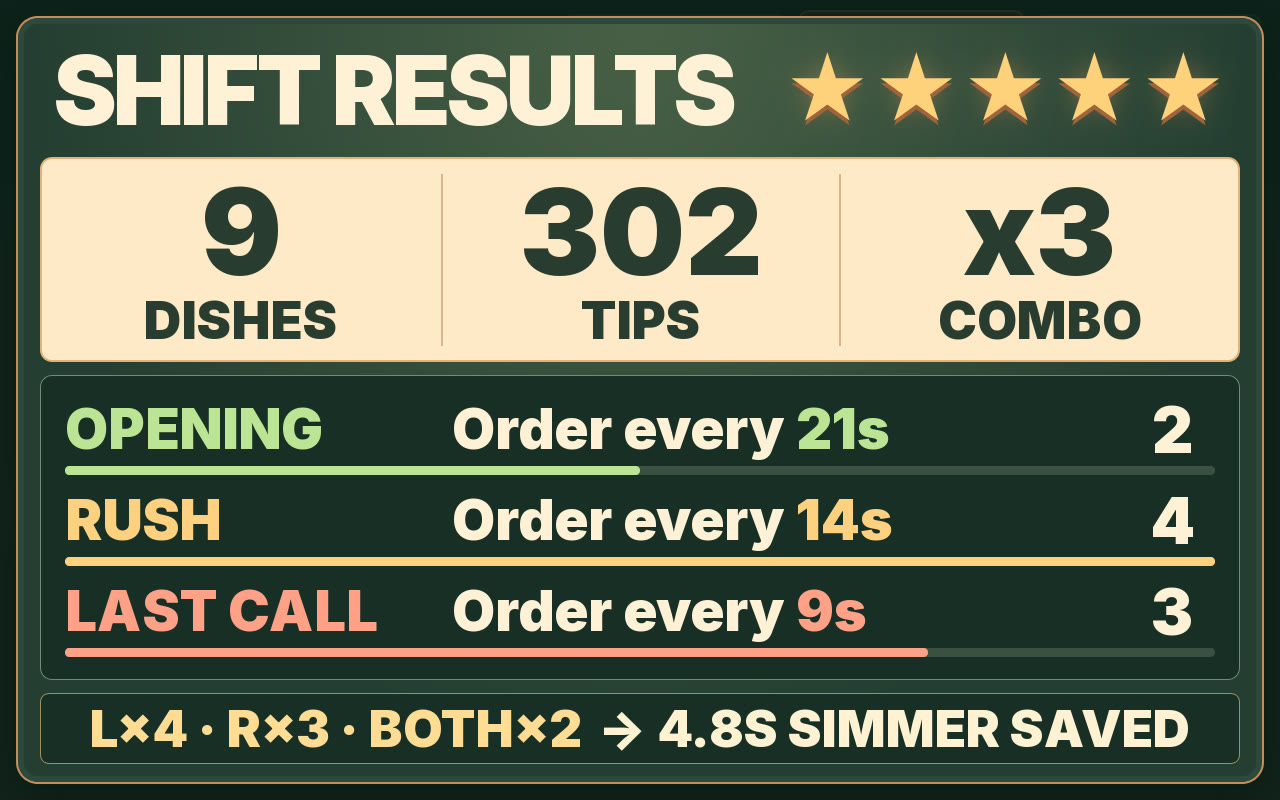 SHIFT RESULTS
9 302 x3
DISHES TIPS COMBO
OPENING Order every 21s 2
RUSH Order every 14s 4
LAST CALL Order every 9s 3
L×4 · R×3 · BOTH×2 → 4.8S SIMMER SAVED